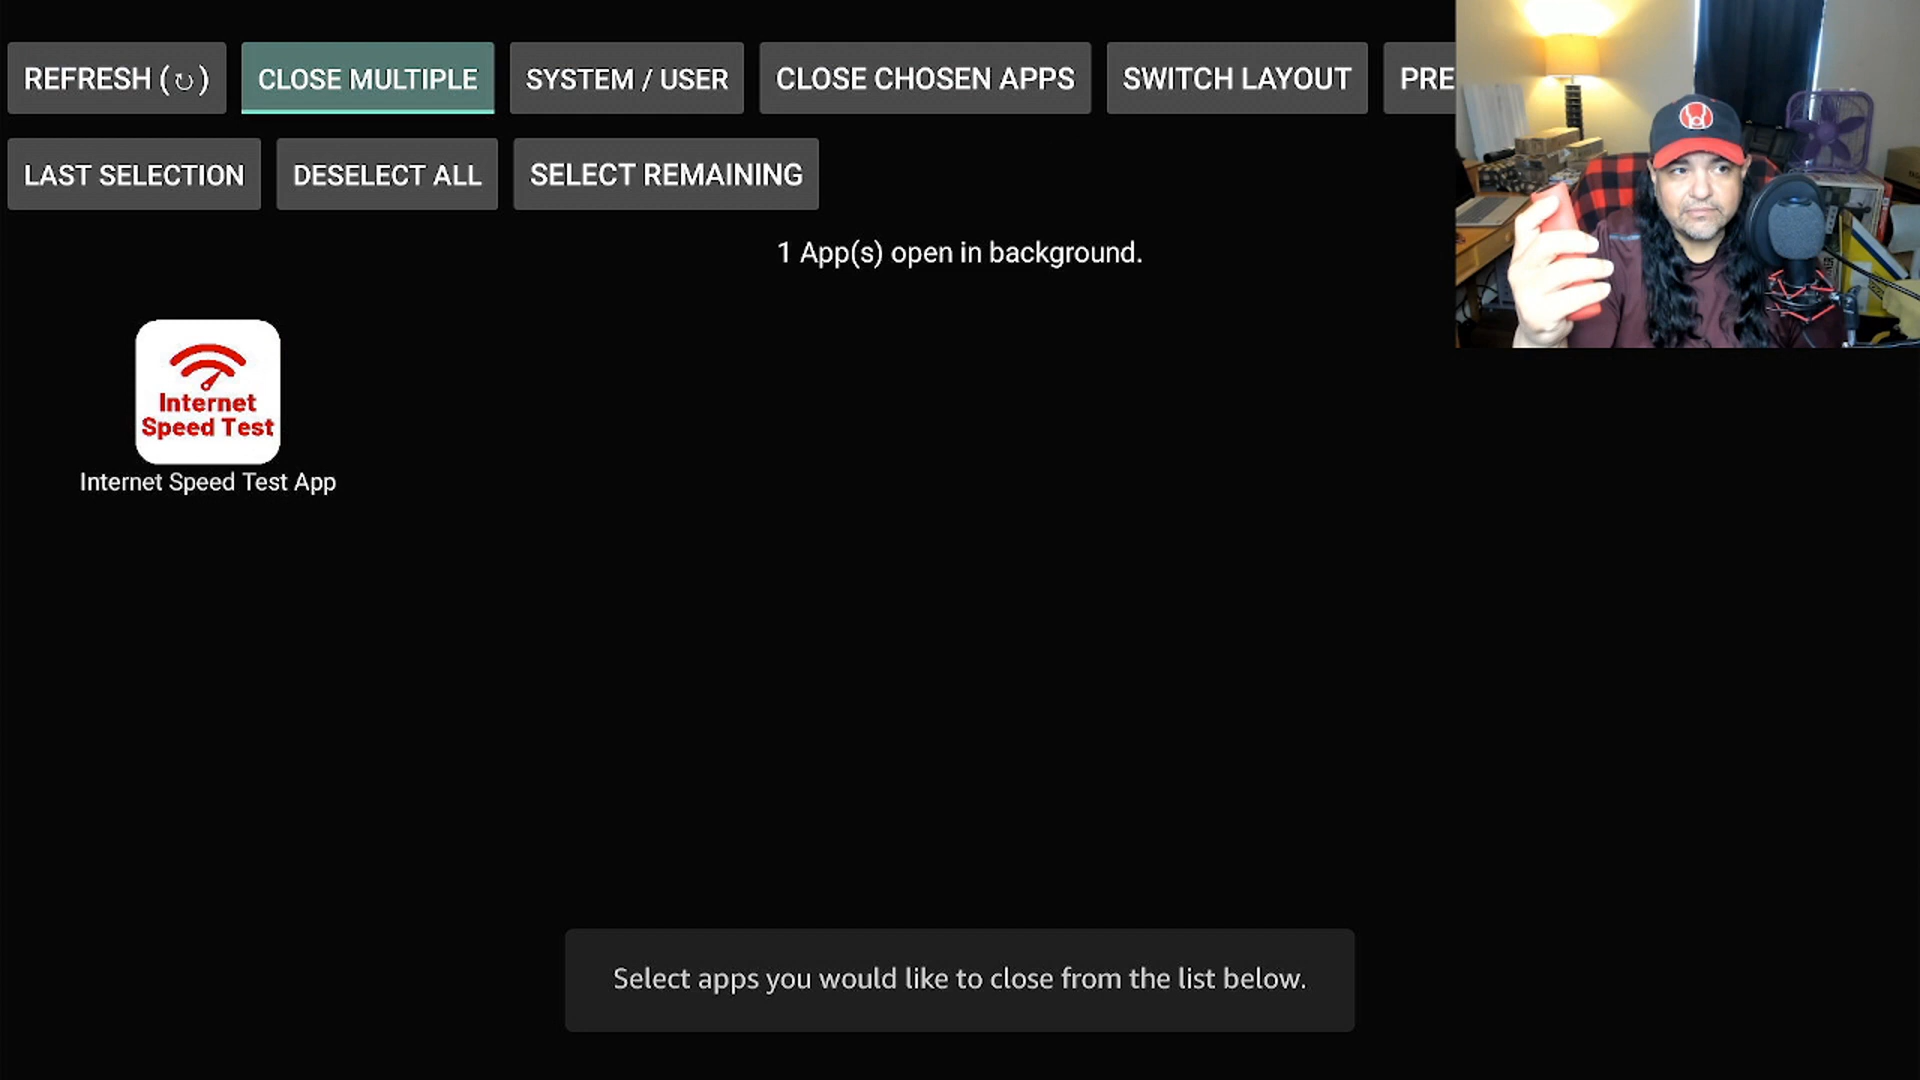 REFRESH (↻)
CLOSE MULTIPLE
SYSTEM / USER
CLOSE CHOSEN APPS
SWITCH LAYOUT
PRE
LAST SELECTION
DESELECT ALL
SELECT REMAINING
1 App(s) open in background.
Internet
Speed Test
Internet Speed Test App
Select apps you would like to close from the list below.